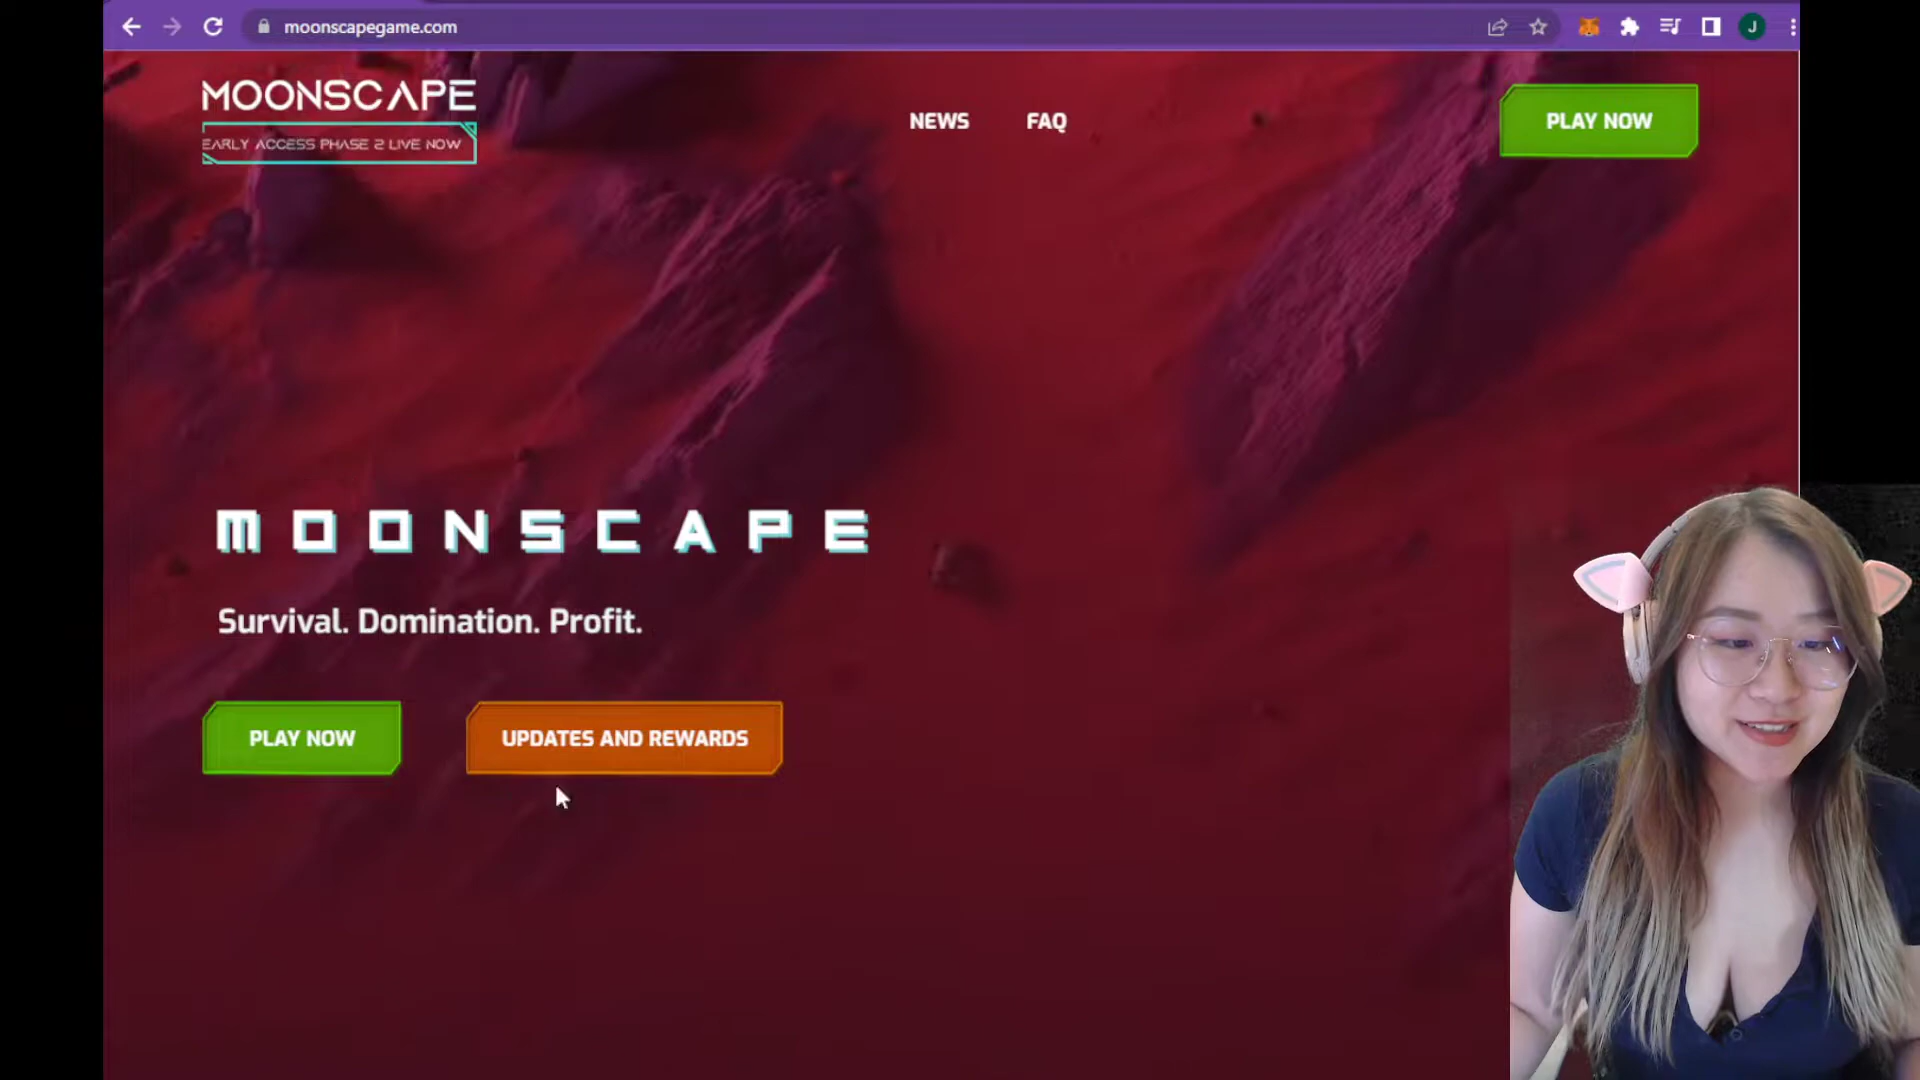 moonscapegame.com
J
MOONSCAPE
EARLY ACCESS PHASE 2 LIVE NOW
NEWS
FAQ
PLAY NOW
MOONSCAPE
Survival. Domination. Profit.
PLAY NOW
UPDATES AND REWARDS